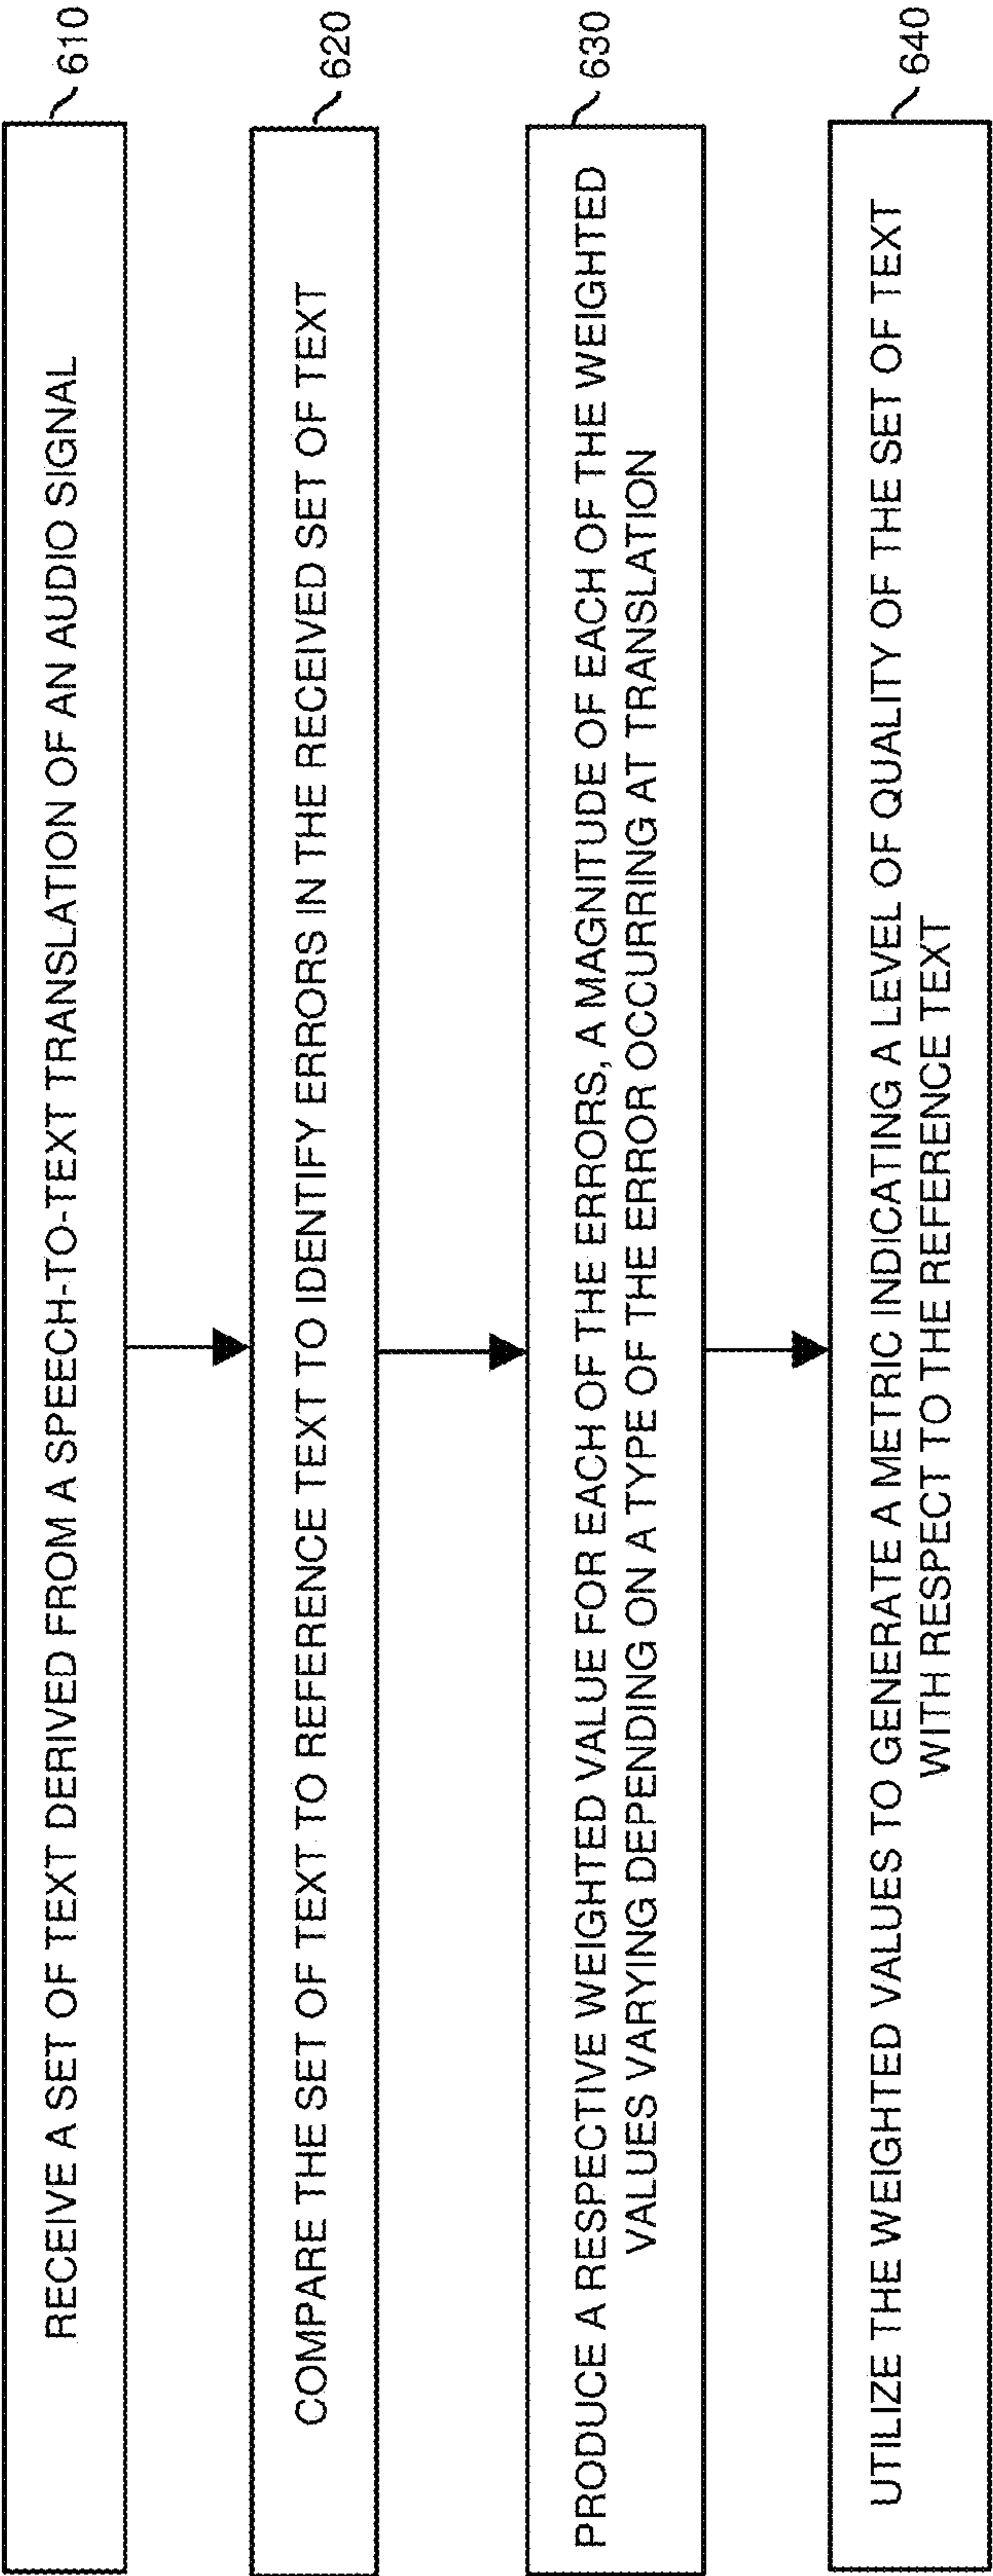 RECEIVE A SET OF TEXT DERIVED FROM A SPEECH-TO-TEXT TRANSLATION OF AN AUDIO SIGNAL
610
COMPARE THE SET OF TEXT TO REFERENCE TEXT TO IDENTIFY ERRORS IN THE RECEIVED SET OF TEXT
620
PRODUCE A RESPECTIVE WEIGHTED VALUE FOR EACH OF THE ERRORS, A MAGNITUDE OF EACH OF THE WEIGHTED
VALUES VARYING DEPENDING ON A TYPE OF THE ERROR OCCURRING AT TRANSLATION
630
UTILIZE THE WEIGHTED VALUES TO GENERATE A METRIC INDICATING A LEVEL OF QUALITY OF THE SET OF TEXT
WITH RESPECT TO THE REFERENCE TEXT
640